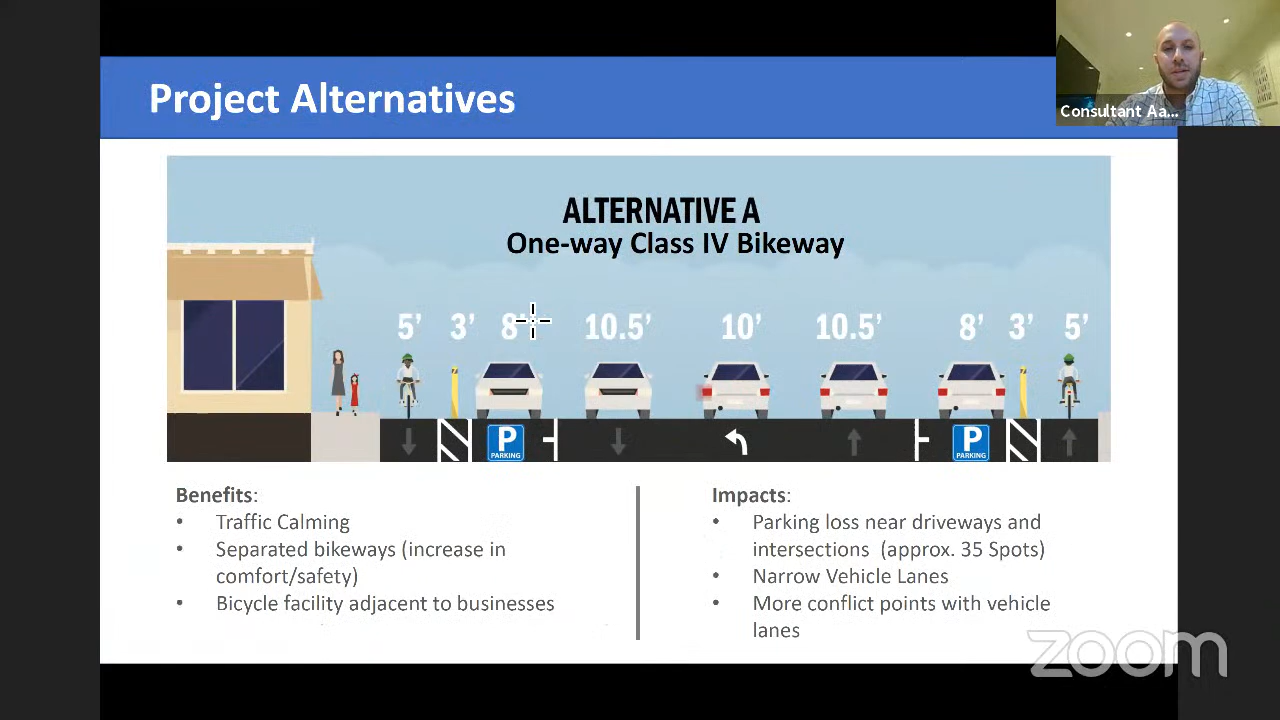 Project Alternatives
Consultant Aa...
ALTERNATIVE A
One-way Class IV Bikeway
5’ 3’ 8’ 10.5’ 10’ 10.5’ 8’ 3’ 5’
P P
PARKING PARKING
Benefits:
• Traffic Calming
• Separated bikeways (increase in
comfort/safety)
• Bicycle facility adjacent to businesses
Impacts:
• Parking loss near driveways and
intersections (approx. 35 Spots)
• Narrow Vehicle Lanes
• More conflict points with vehicle
lanes
zoom